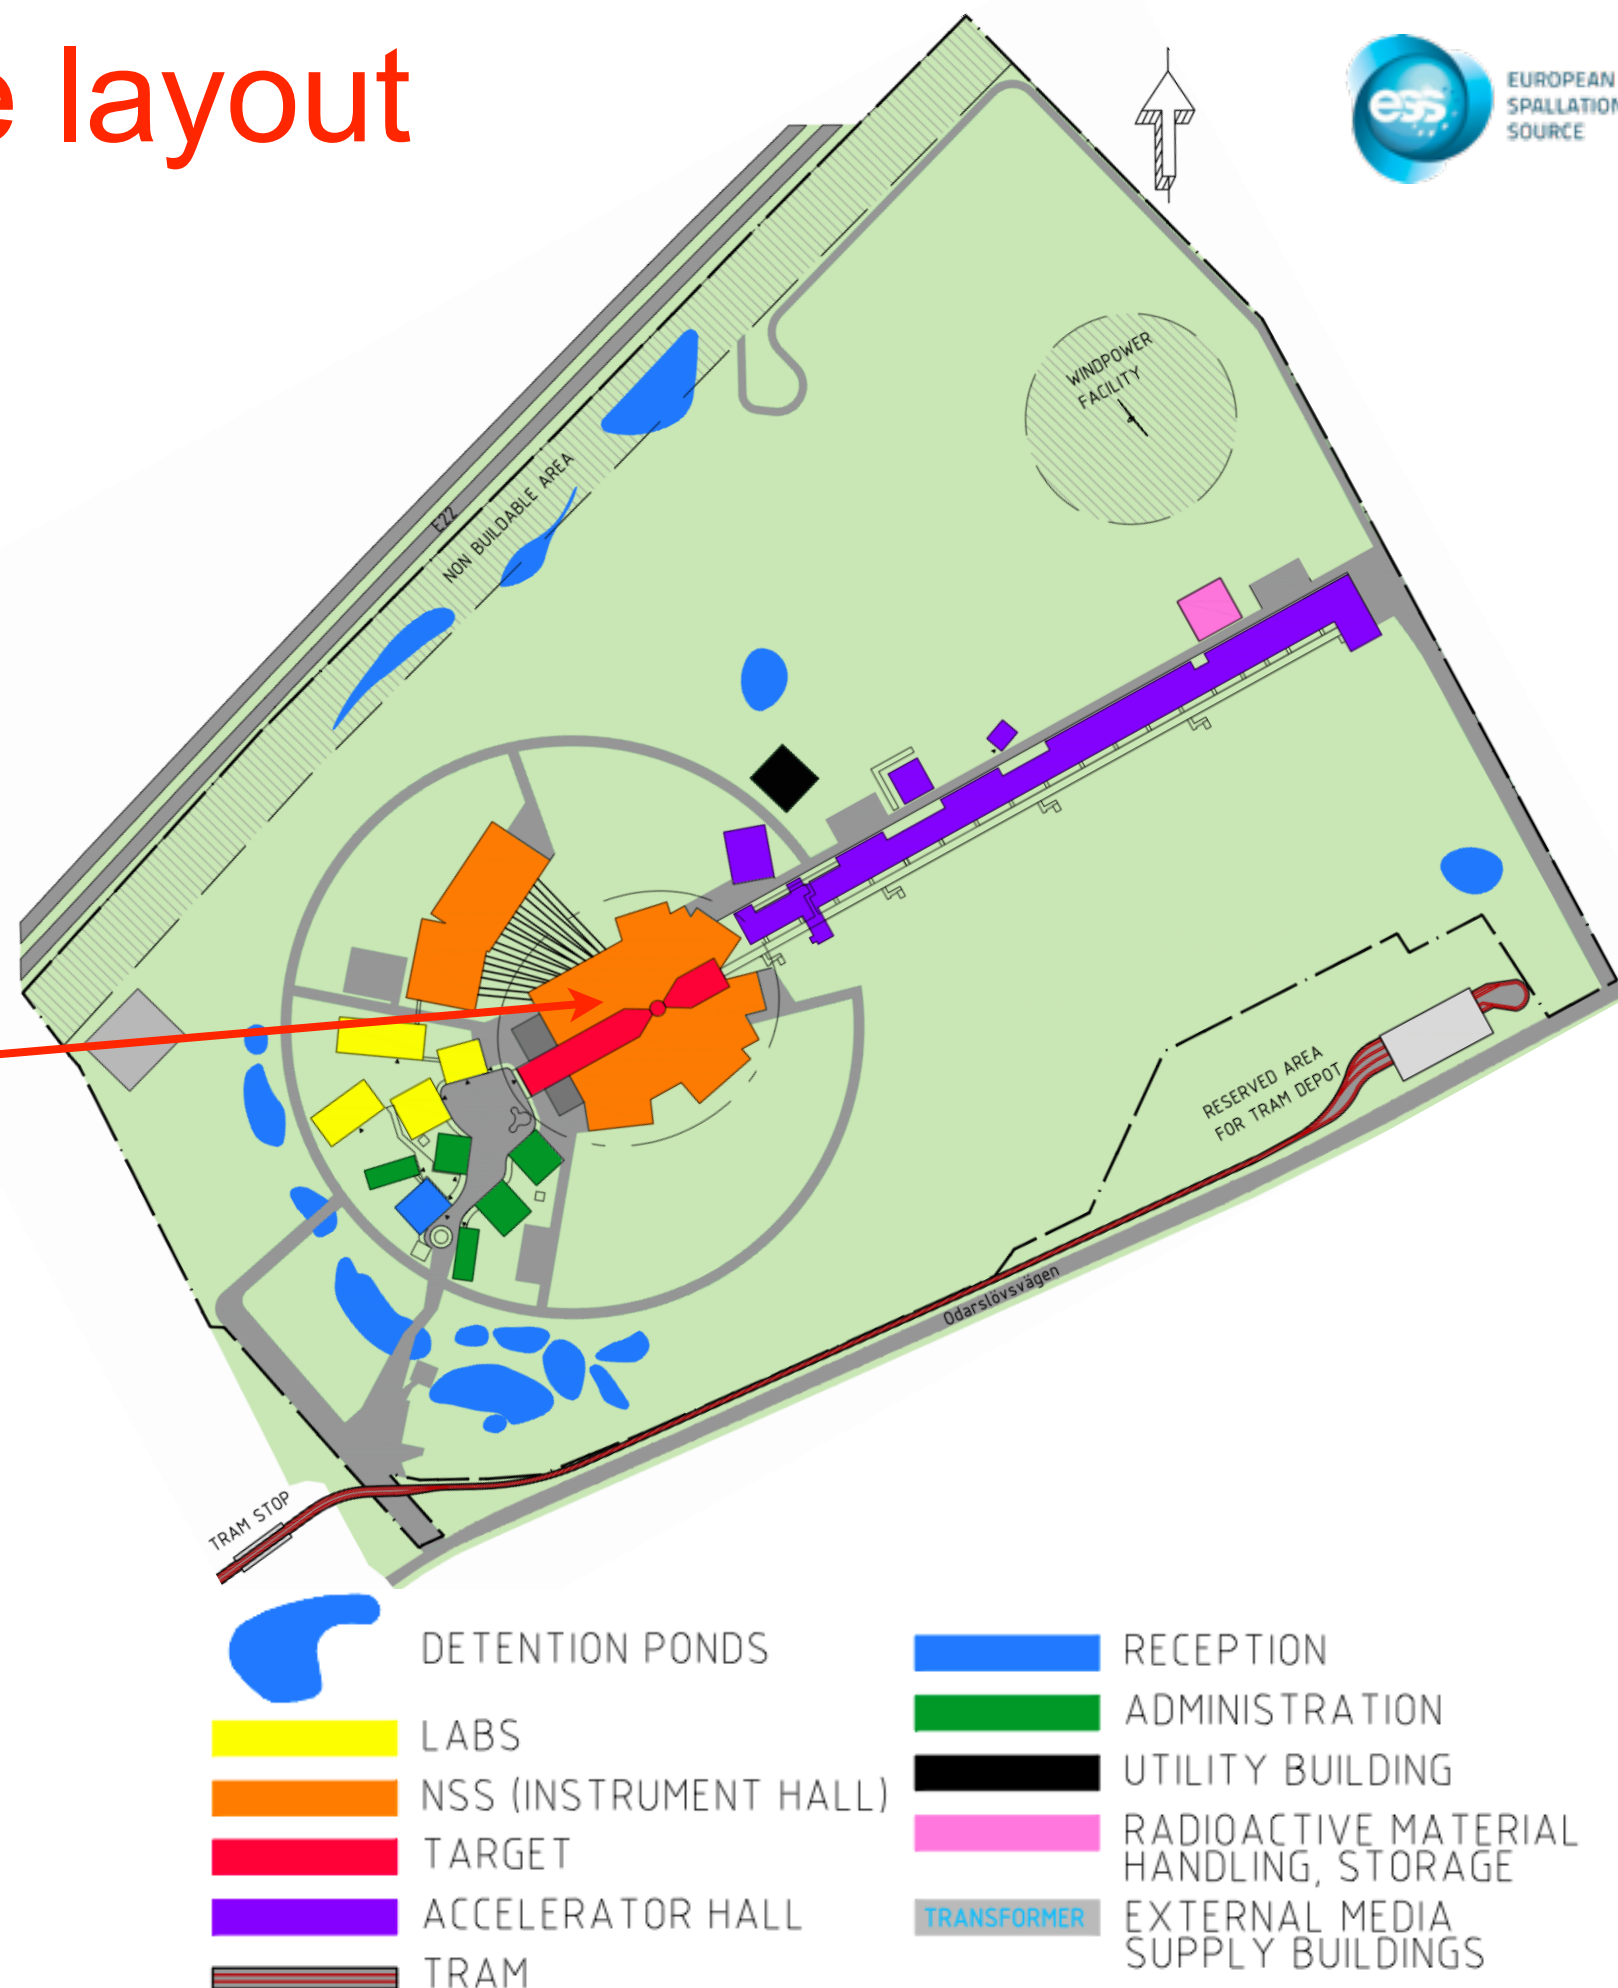 e layout
ess
EUROPEAN
SPALLATION
SOURCE
WINDPOWER
FACILITY
E22
NON BUILDABLE AREA
RESERVED AREA
FOR TRAM DEPOT
Odarslövsvägen
TRAM STOP
DETENTION PONDS
LABS
NSS (INSTRUMENT HALL)
TARGET
ACCELERATOR HALL
TRAM
RECEPTION
ADMINISTRATION
UTILITY BUILDING
RADIOACTIVE MATERIAL
HANDLING, STORAGE
TRANSFORMER
EXTERNAL MEDIA
SUPPLY BUILDINGS